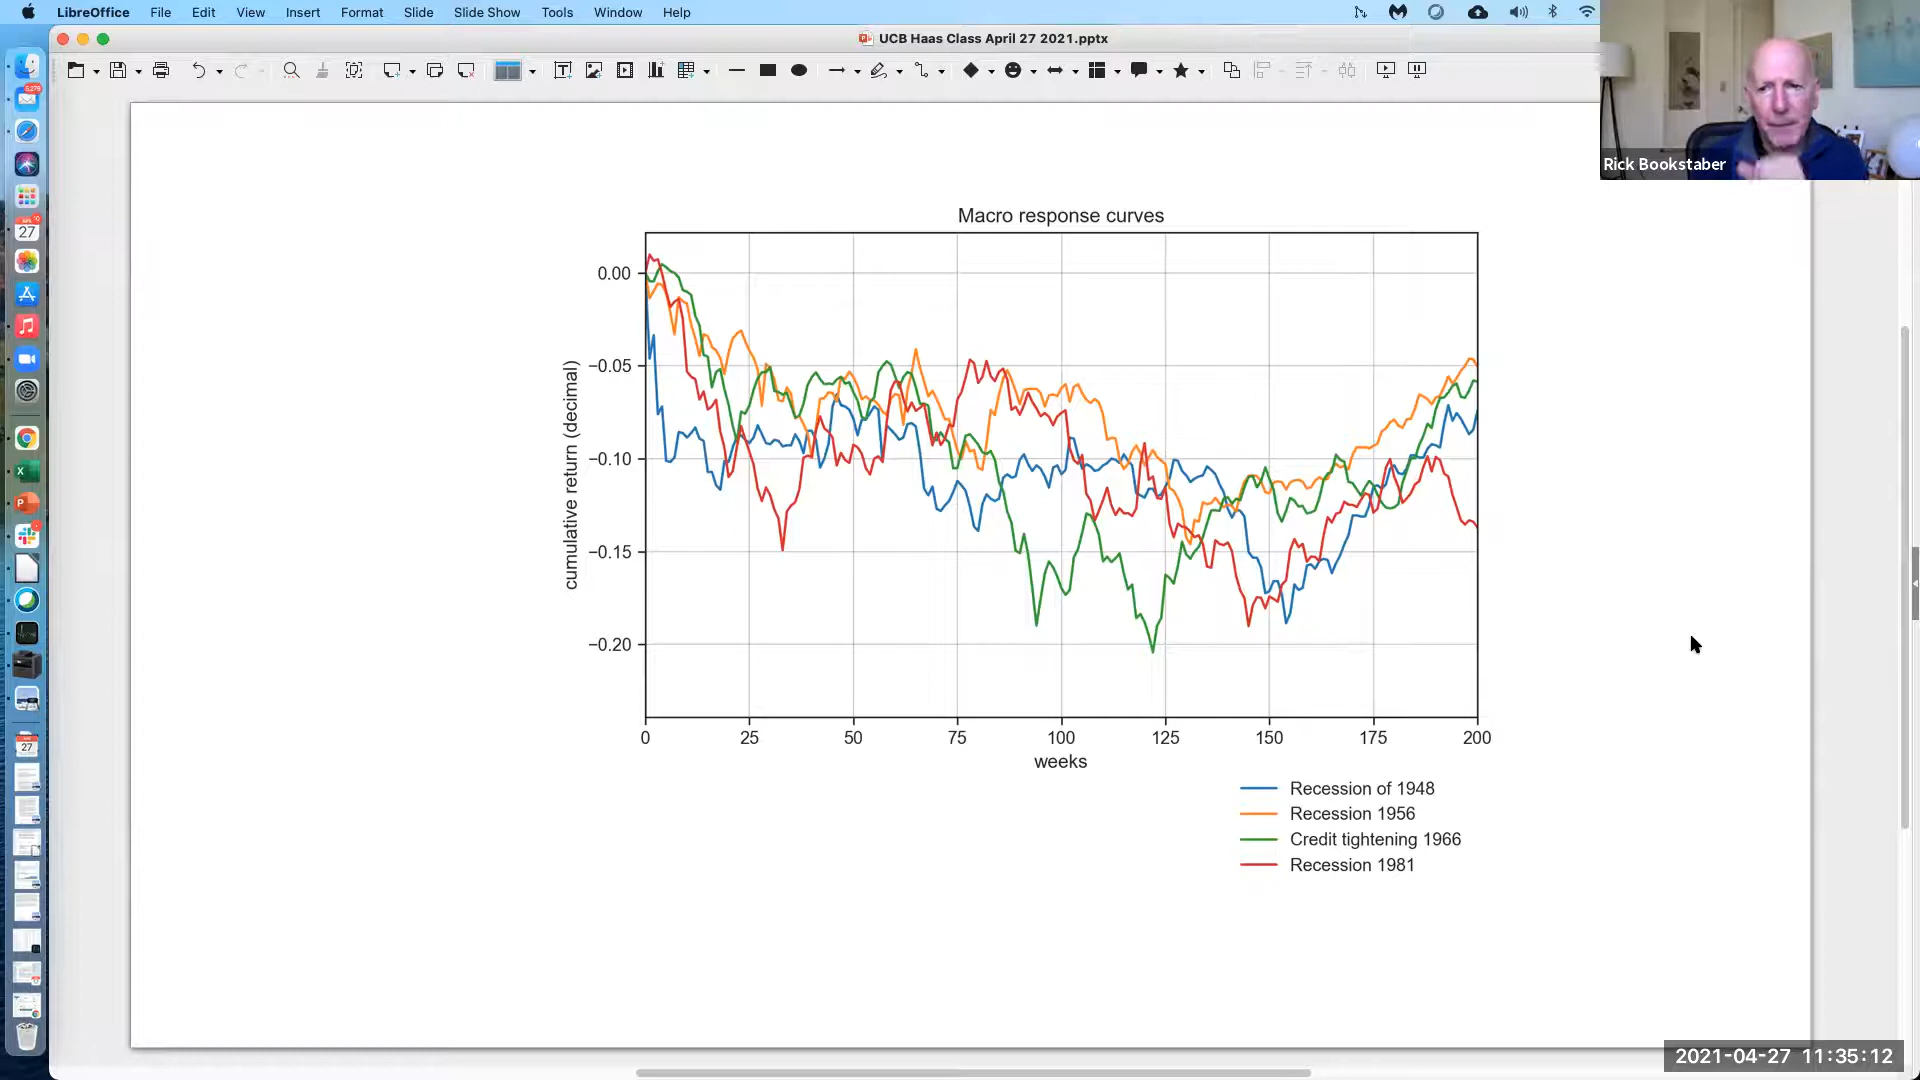 LibreOffice File Edit View Insert Format Slide Slide Show Tools Window Help
UCB Haas Class April 27 2021.pptx
Rick Bookstaber
27
Macro response curves
0.00
−0.05
−0.10
−0.15
−0.20
cumulative return (decimal)
0 25 50 75 100 125 150 175 200
weeks
Recession of 1948
Recession 1956
Credit tightening 1966
Recession 1981
27
2021-04-27 11:35:12